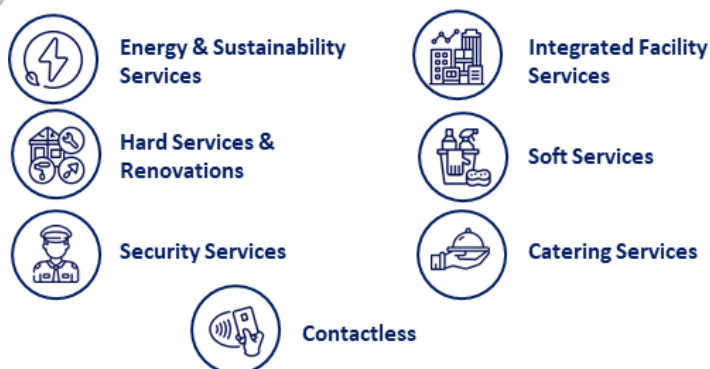 Energy & Sustainability
Services
Integrated Facility
Services
Hard Services &
Renovations
Soft Services
Security Services
Catering Services
Contactless